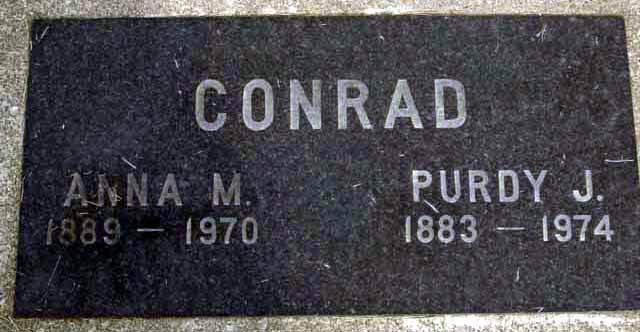 CONRAD
ANNA M. PURDY J.
1889 — 1970 1883 — 1974